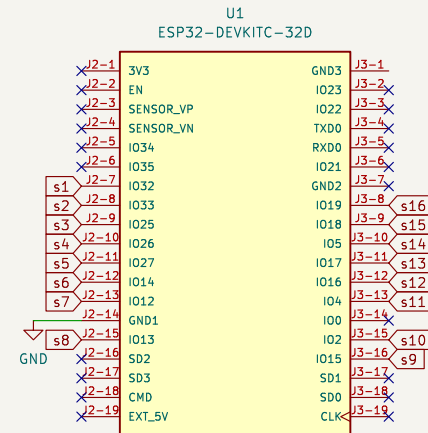 U1
ESP32-DEVKITC-32D
J2-1 3V3 GND3 J3-1
J2-2 EN IO23 J3-2
J2-3 SENSOR_VP IO22 J3-3
J2-4 SENSOR_VN TXD0 J3-4
J2-5 IO34 RXD0 J3-5
J2-6 IO35 IO21 J3-6
s1 J2-7 IO32 GND2 J3-7
s2 J2-8 IO33 IO19 J3-8 s16
s3 J2-9 IO25 IO18 J3-9 s15
s4 J2-10 IO26 IO5 J3-10 s14
s5 J2-11 IO27 IO17 J3-11 s13
s6 J2-12 IO14 IO16 J3-12 s12
s7 J2-13 IO12 IO4 J3-13 s11
J2-14 GND1 IO0 J3-14
s8 J2-15 IO13 IO2 J3-15 s10
GND J2-16 SD2 IO15 J3-16 s9
J2-17 SD3 SD1 J3-17
J2-18 CMD SD0 J3-18
J2-19 EXT_5V CLK J3-19